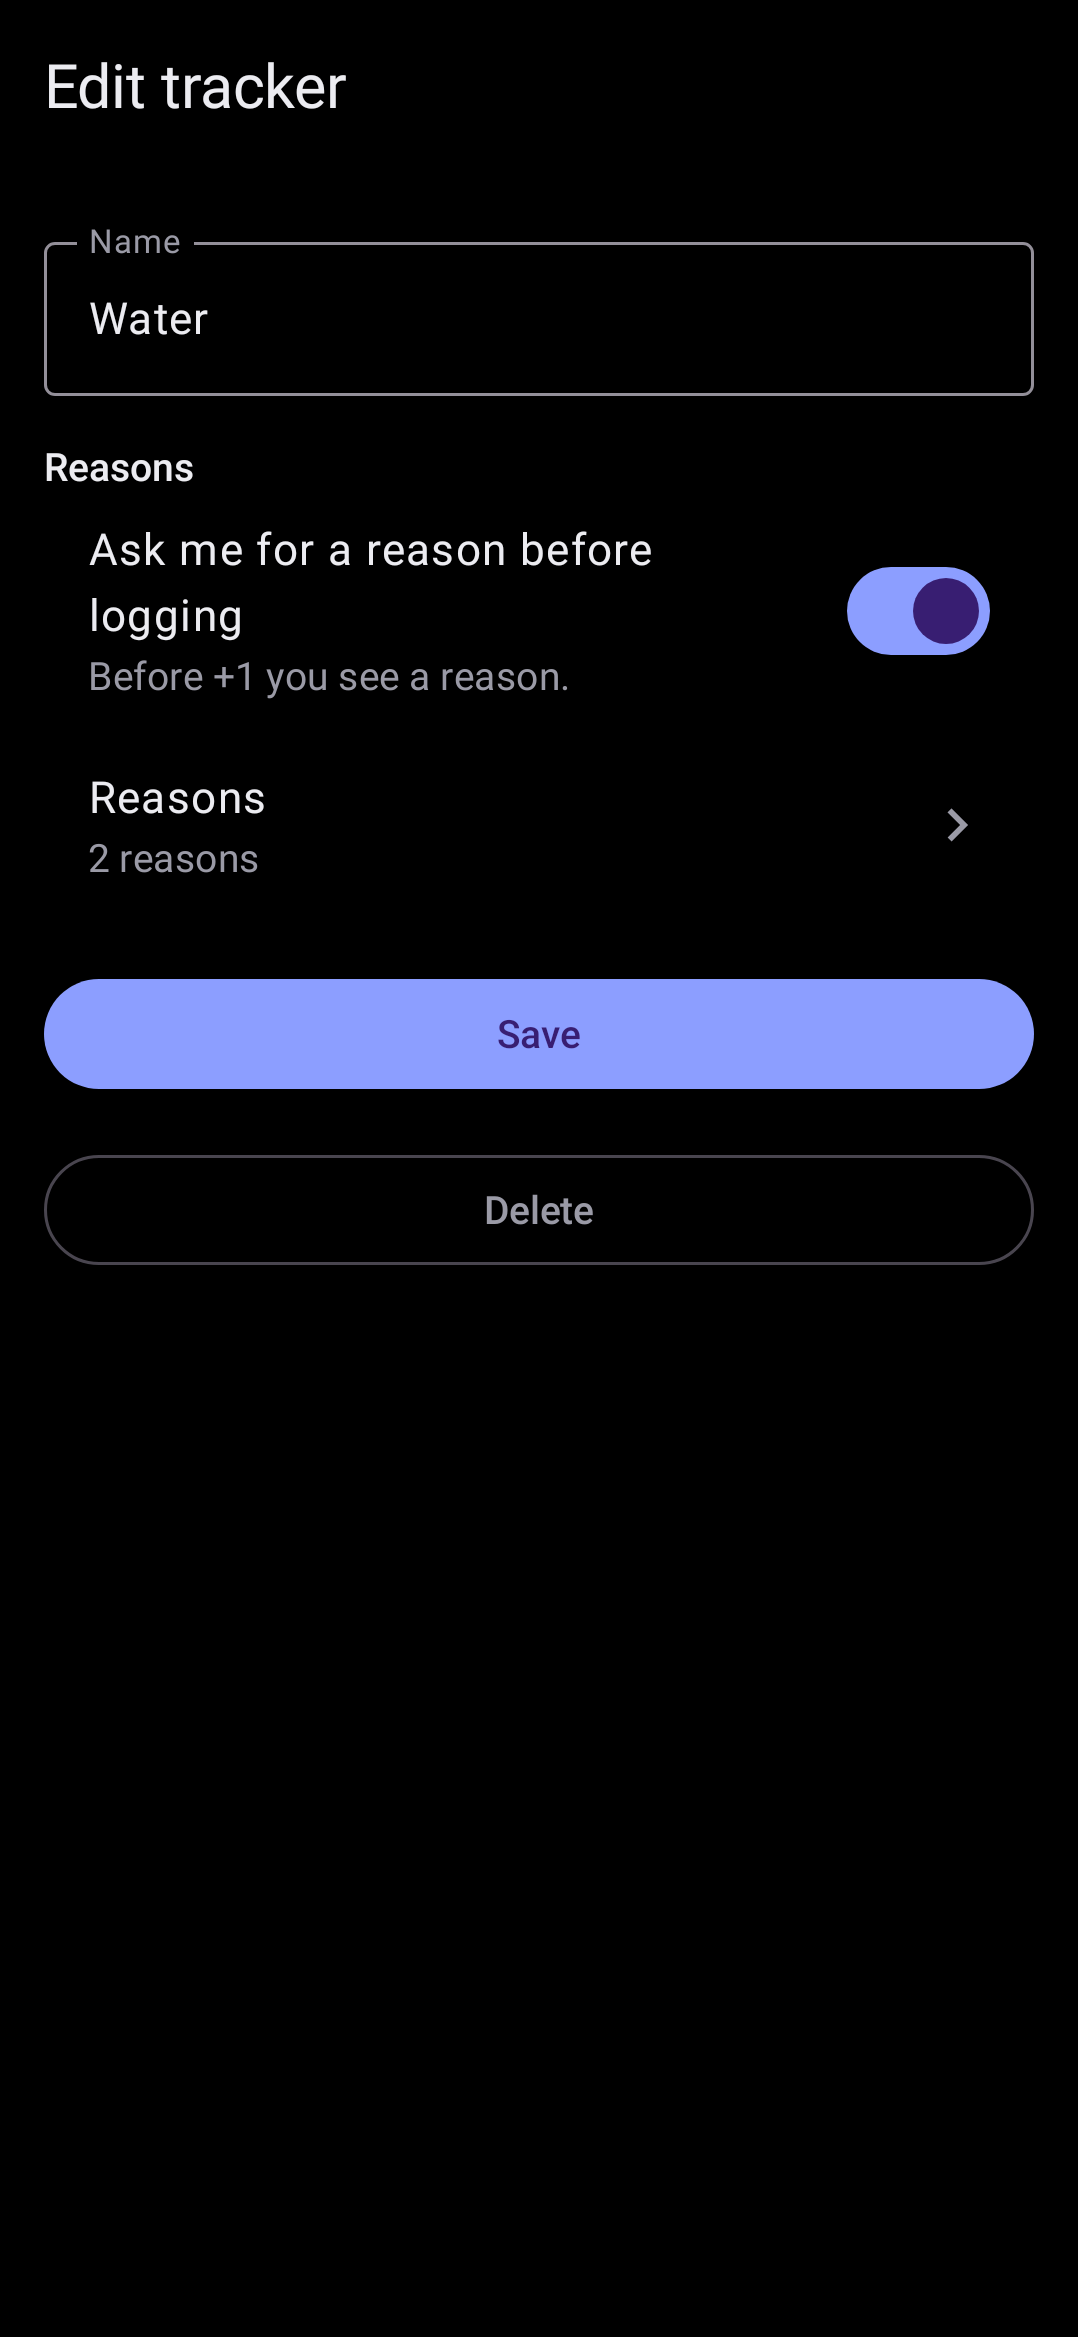 Edit tracker
Name
Water
Reasons
Ask me for a reason before
logging
Before +1 you see a reason.
Reasons
2 reasons
Save
Delete